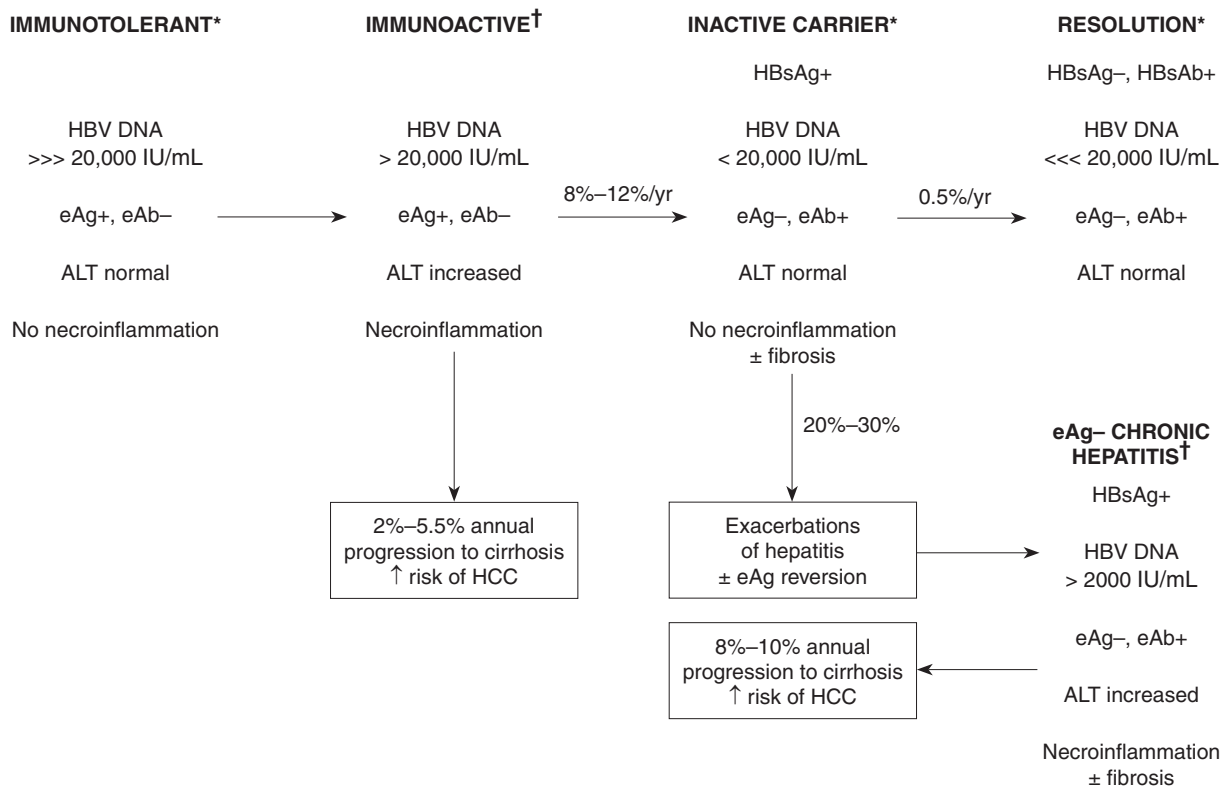 IMMUNOTOLERANT*
HBV DNA
>>> 20,000 IU/mL
eAg+, eAb–
ALT normal
No necroinflammation
IMMUNOACTIVE†
HBV DNA
> 20,000 IU/mL
eAg+, eAb–
ALT increased
Necroinflammation
2%–5.5% annual
progression to cirrhosis
↑ risk of HCC
8%–12%/yr
INACTIVE CARRIER*
HBsAg+
HBV DNA
< 20,000 IU/mL
eAg–, eAb+
ALT normal
No necroinflammation
± fibrosis
20%–30%
Exacerbations
of hepatitis
± eAg reversion
8%–10% annual
progression to cirrhosis
↑ risk of HCC
0.5%/yr
RESOLUTION*
HBsAg–, HBsAb+
HBV DNA
<<< 20,000 IU/mL
eAg–, eAb+
ALT normal
eAg– CHRONIC
HEPATITIS†
HBsAg+
HBV DNA
> 2000 IU/mL
eAg–, eAb+
ALT increased
Necroinflammation
± fibrosis